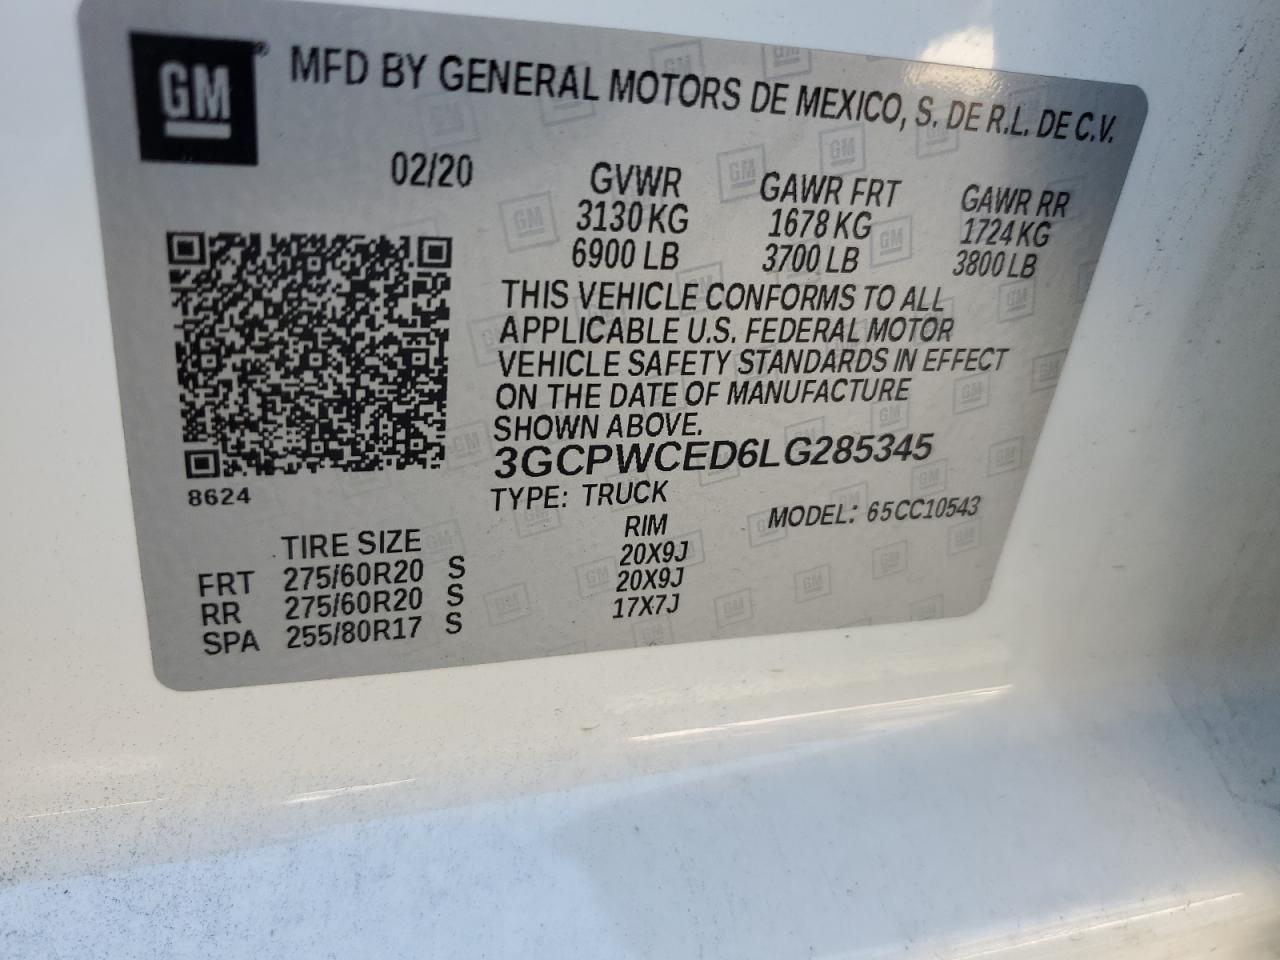 GM® MFD BY GENERAL MOTORS DE MEXICO, S. DE R.L. DE C.V.
02/20 GVWR GAWR FRT GAWR RR
3130 KG 1678 KG 1724 KG
6900 LB 3700 LB 3800 LB
THIS VEHICLE CONFORMS TO ALL
APPLICABLE U.S. FEDERAL MOTOR
VEHICLE SAFETY STANDARDS IN EFFECT
ON THE DATE OF MANUFACTURE
SHOWN ABOVE.
3GCPWCED6LG285345
8624 TYPE: TRUCK MODEL: 65CC10543
TIRE SIZE RIM
FRT 275/60R20 S 20X9J
RR 275/60R20 S 20X9J
SPA 255/80R17 S 17X7J